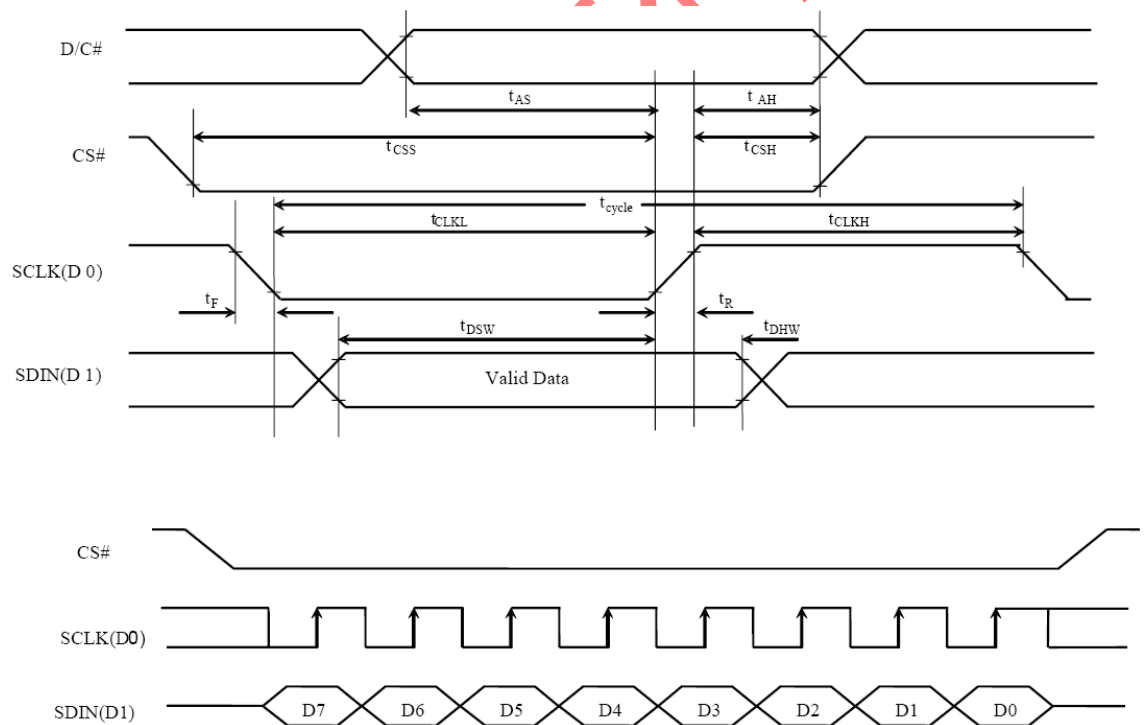 D/C#
tAS
t AH
tCSS
tCSH
CS#
tcycle
tCLKL
tCLKH
SCLK(D 0)
tF
tR
tDSW
tDHW
SDIN(D 1)
Valid Data
CS#
SCLK(D0)
SDIN(D1)
D7 D6 D5 D4 D3 D2 D1 D0